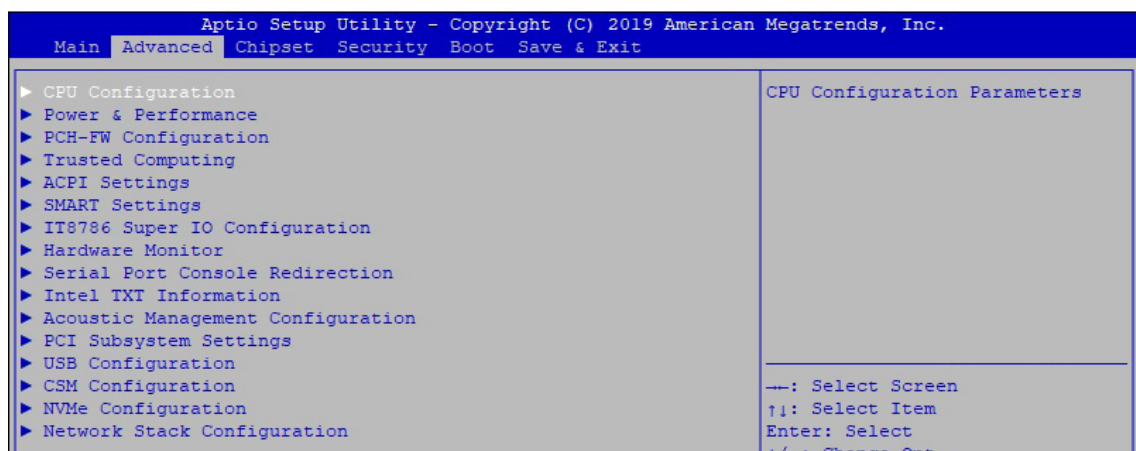 Aptio Setup Utility - Copyright (C) 2019 American Megatrends, Inc.
Main Advanced Chipset Security Boot Save & Exit
▶ CPU Configuration
▶ Power & Performance
▶ PCH-FW Configuration
▶ Trusted Computing
▶ ACPI Settings
▶ SMART Settings
▶ IT8786 Super IO Configuration
▶ Hardware Monitor
▶ Serial Port Console Redirection
▶ Intel TXT Information
▶ Acoustic Management Configuration
▶ PCI Subsystem Settings
▶ USB Configuration
▶ CSM Configuration
▶ NVMe Configuration
▶ Network Stack Configuration
CPU Configuration Parameters
→←: Select Screen
↑↓: Select Item
Enter: Select